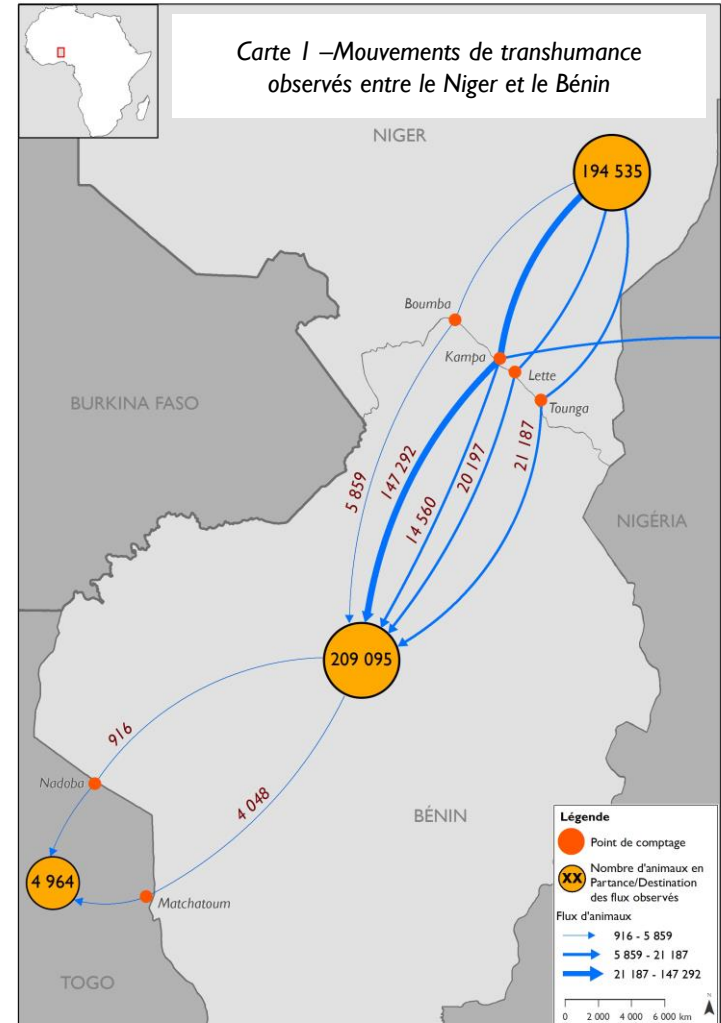 Carte 1 –Mouvements de transhumance
observés entre le Niger et le Bénin
NIGER
194 535
Boumba
Kampa
Lette
Tounga
BURKINA FASO
5 859
147 292
14 560
20 197
21 187
NIGÉRIA
209 095
916
Nadoba
4 048
BÉNIN
4 964
Matchatoum
TOGO
Légende
Point de comptage
XX
Nombre d'animaux en
Partance/Destination
des flux observés
Flux d'animaux
916 - 5 859
5 859 - 21 187
21 187 - 147 292
N
0 2 000 4 000 6 000 km